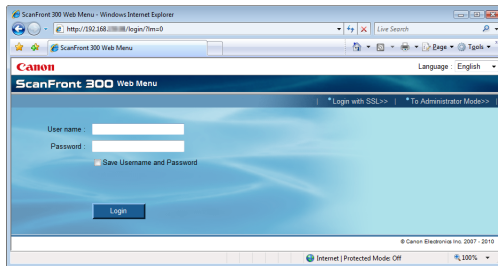 ScanFront 300 Web Menu - Windows Internet Explorer
http://192.168. /login/?lm=0
Live Search
ScanFront 300 Web Menu
Page Tools
Canon
Language : English
ScanFront 300 Web Menu
| *Login with SSL>> | *To Administrator Mode>> |
User name :
Password :
Save Username and Password
Login
© Canon Electronics Inc. 2007 - 2010
Internet | Protected Mode: Off
100%